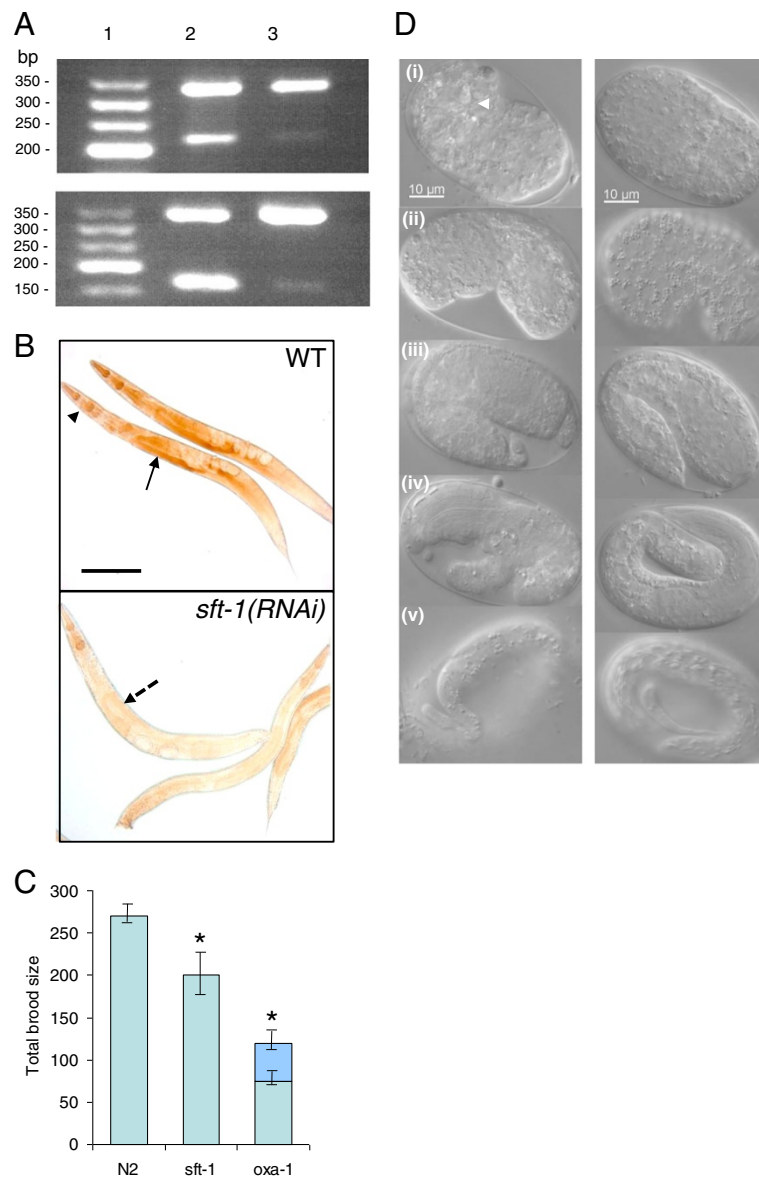 A
1 2 3
bp
350 -
300 -
250 -
200 -
350 -
300 -
250 -
200 -
150 -
B
WT
sft-1(RNAi)
C
300
250
200
150
100
50
0
Total brood size
*
*
N2 sft-1 oxa-1
D
(i)
10 µm
10 µm
(ii)
(iii)
(iv)
(v)